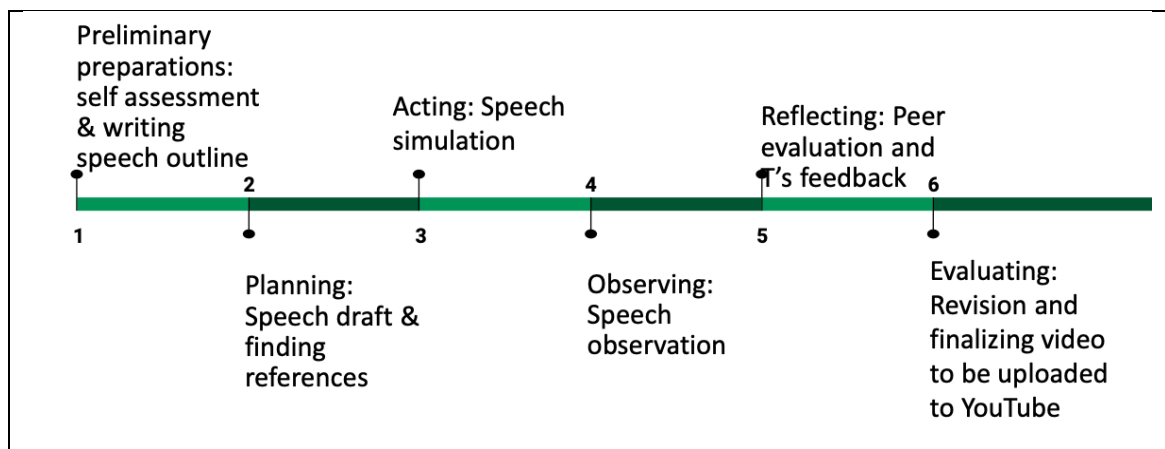 Preliminary
preparations:
self assessment
& writing
speech outline
1
2
Planning:
Speech draft &
finding
references
Acting: Speech
simulation
3
4
Observing:
Speech
observation
Reflecting: Peer
evaluation and
T's feedback
5
6
Evaluating:
Revision and
finalizing video
to be uploaded
to YouTube